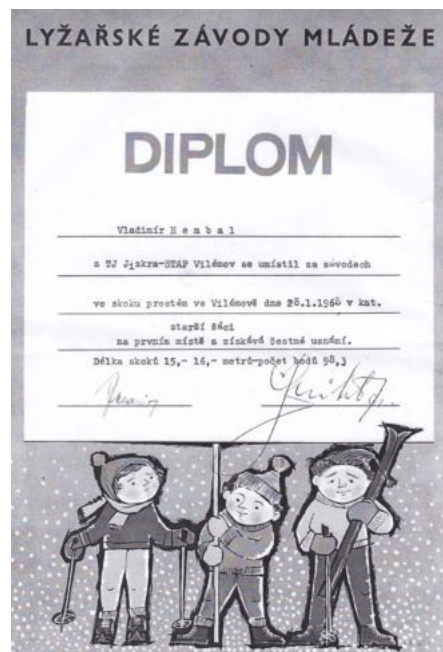 LYŽAŘSKÉ ZÁVODY MLÁDEŽE
DIPLOM
Vladimír H e m b a l
z TJ Jiskra-STAP Vilémov se umístil za závodech
ve skoku prostém ve Vilémově dne 28.1.1968 v kat.
starší žáci
na prvním místě a získává čestné uznání.
Délka skoků 15,- 16,- metrů-počet bodů 98,3